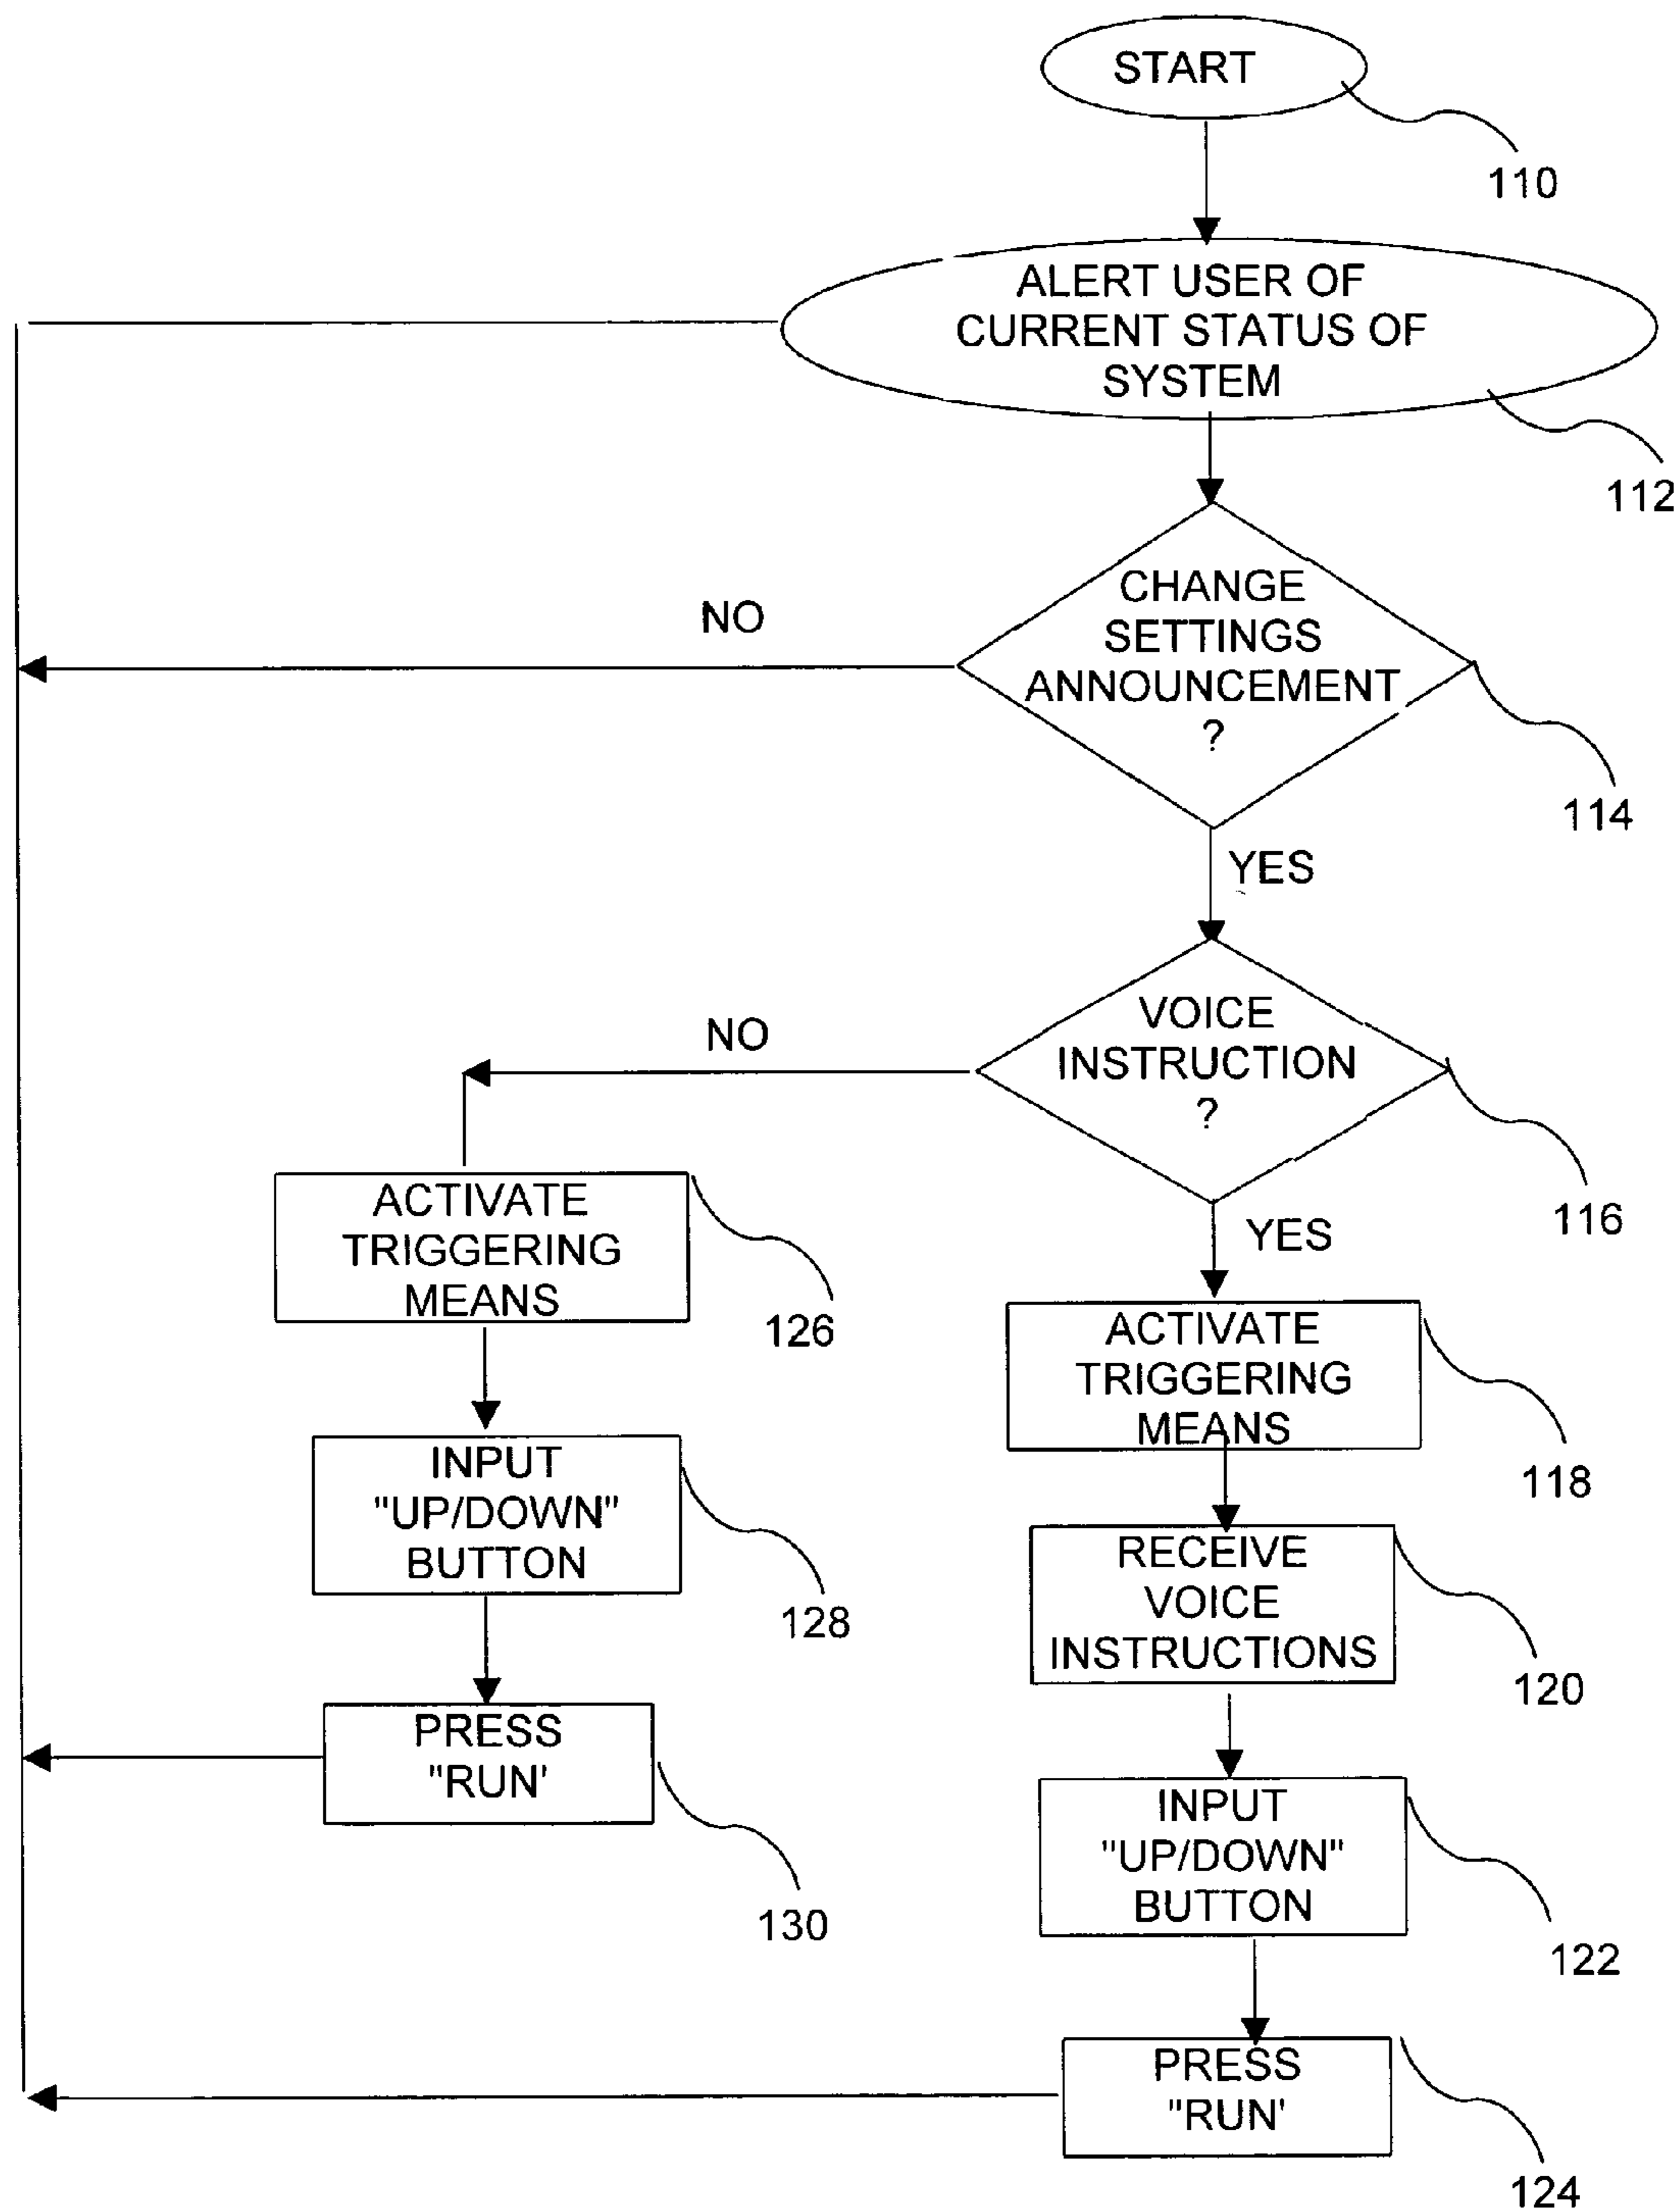 START
110
ALERT USER OF
CURRENT STATUS OF
SYSTEM
112
CHANGE
SETTINGS
ANNOUNCEMENT
?
114
NO
YES
VOICE
INSTRUCTION
?
116
NO
YES
ACTIVATE
TRIGGERING
MEANS
126
INPUT
"UP/DOWN"
BUTTON
128
PRESS
"RUN'
130
ACTIVATE
TRIGGERING
MEANS
118
RECEIVE
VOICE
INSTRUCTIONS
120
INPUT
"UP/DOWN"
BUTTON
122
PRESS
"RUN'
124